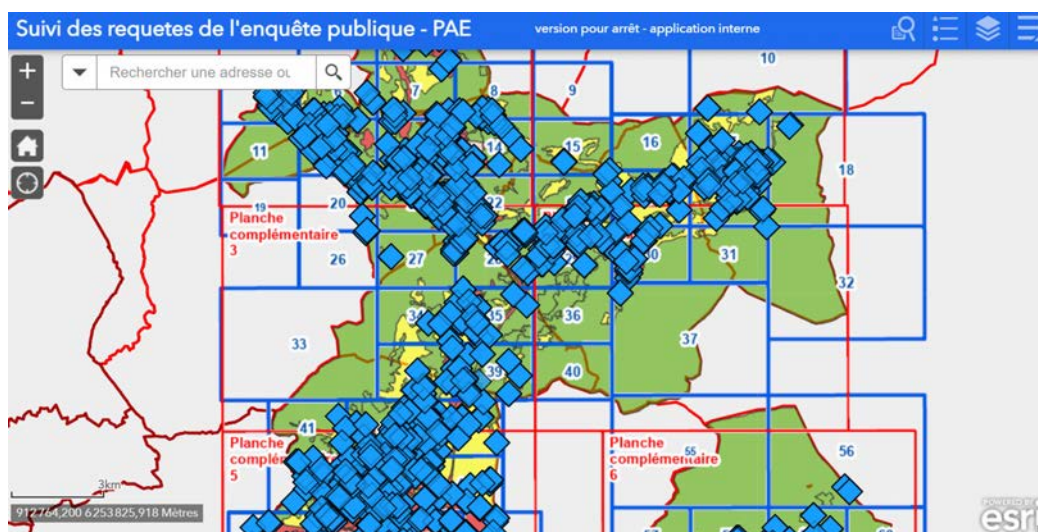 Suivi des requetes de l'enquête publique - PAE
version pour arrêt - application interne
+
Rechercher une adresse ou
−
6
7
8
9
10
11
14
15
16
18
19
20
22
Planche
complémentaire
3
26
27
30
31
32
33
34
35
36
37
39
40
41
Planche
5
Planche
complémentaire
6
55
56
3km
912764,200 6253825,918 Mètres
POWERED BY
esri